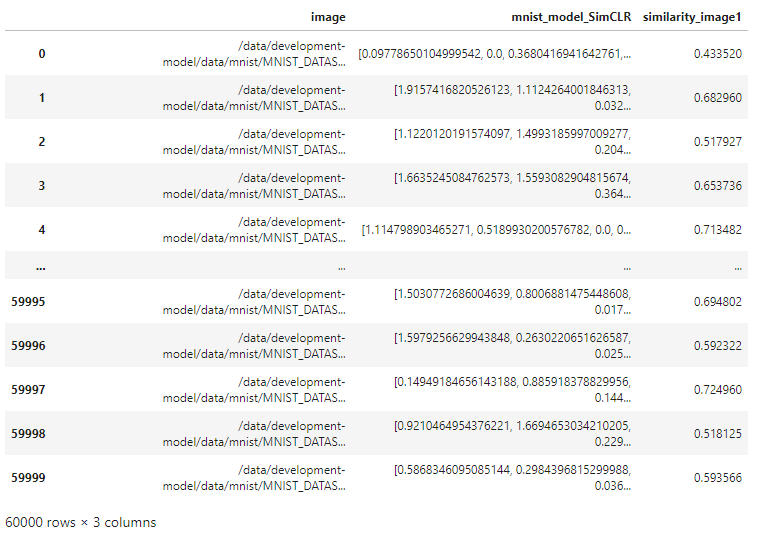 image mnist_model_SimCLR similarity_image1
0 /data/development-model/data/mnist/MNIST_DATAS... [0.09778650104999542, 0.0, 0.3680416941642761,... 0.433520
1 /data/development-model/data/mnist/MNIST_DATAS... [1.9157416820526123, 1.1124264001846313, 0.032... 0.682960
2 /data/development-model/data/mnist/MNIST_DATAS... [1.1220120191574097, 1.4993185997009277, 0.204... 0.517927
3 /data/development-model/data/mnist/MNIST_DATAS... [1.6635245084762573, 1.5593082904815674, 0.364... 0.653736
4 /data/development-model/data/mnist/MNIST_DATAS... [1.114798903465271, 0.5189930200576782, 0.0, 0... 0.713482
... ... ... ...
59995 /data/development-model/data/mnist/MNIST_DATAS... [1.5030772686004639, 0.8006881475448608, 0.017... 0.694802
59996 /data/development-model/data/mnist/MNIST_DATAS... [1.5979256629943848, 0.2630220651626587, 0.025... 0.592322
59997 /data/development-model/data/mnist/MNIST_DATAS... [0.14949184656143188, 0.885918378829956, 0.144... 0.724960
59998 /data/development-model/data/mnist/MNIST_DATAS... [0.9210464954376221, 1.6694653034210205, 0.229... 0.518125
59999 /data/development-model/data/mnist/MNIST_DATAS... [0.5868346095085144, 0.2984396815299988, 0.036... 0.593566
60000 rows × 3 columns